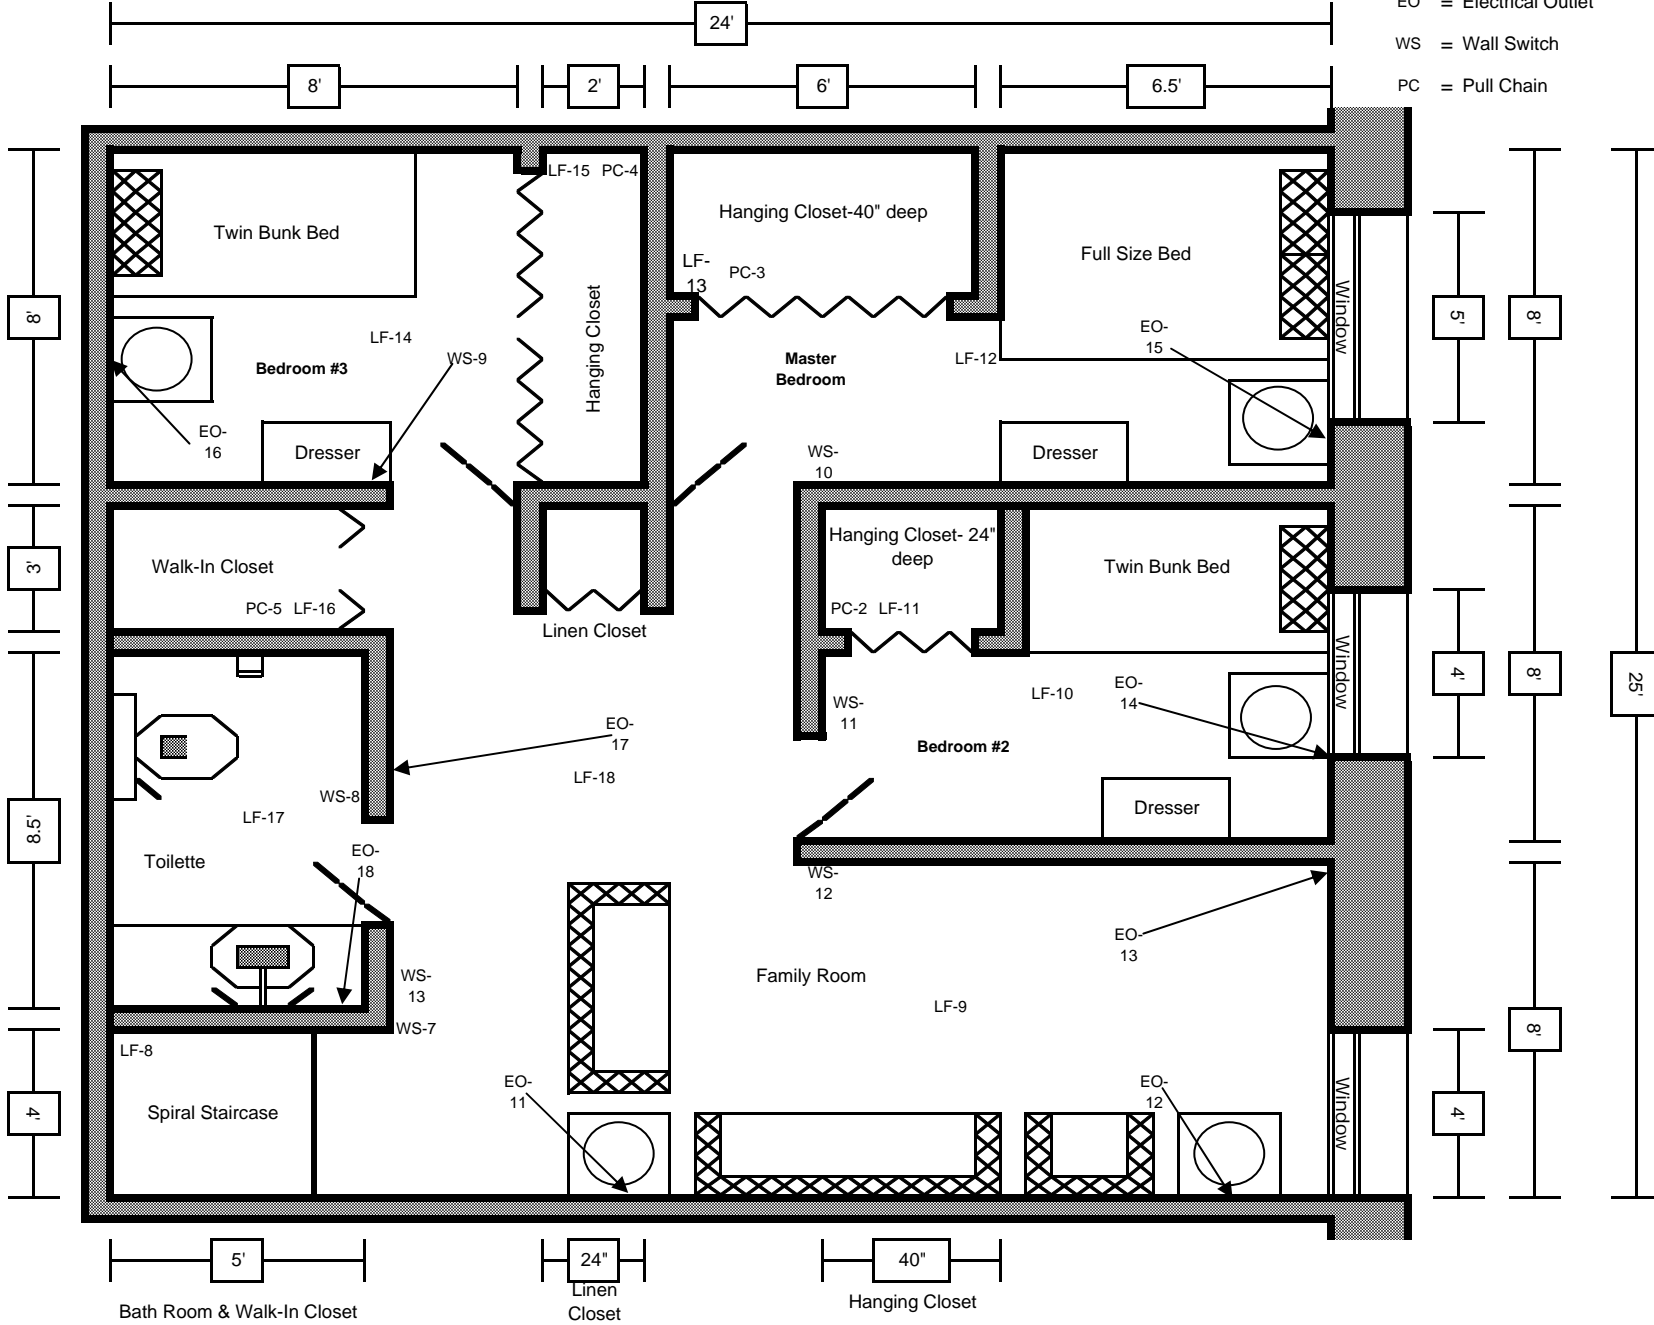 EO = Electrical Outlet
24'
WS = Wall Switch
8'
2'
6'
6.5'
PC = Pull Chain
LF-15 PC-4
Twin Bunk Bed
Hanging Closet-40" deep
LF-
13
PC-3
Full Size Bed
Window
8'
5'
8'
Hanging Closet
LF-14
WS-9
Bedroom #3
Master
Bedroom
LF-12
EO-
15
EO-
16
Dresser
WS-
10
Dresser
3'
Walk-In Closet
PC-5 LF-16
Linen Closet
Hanging Closet- 24"
deep
PC-2 LF-11
Twin Bunk Bed
Window
4'
8'
25'
WS-
11
LF-10
EO-
14
Bedroom #2
EO-
17
LF-18
8.5'
WS-8
LF-17
Toilette
EO-
18
Dresser
WS-
12
EO-
13
Family Room
LF-9
WS-
13
WS-7
8'
LF-8
Spiral Staircase
4'
EO-
11
EO-
12
Window
4'
5'
24"
40"
Bath Room & Walk-In Closet
Linen
Closet
Hanging Closet